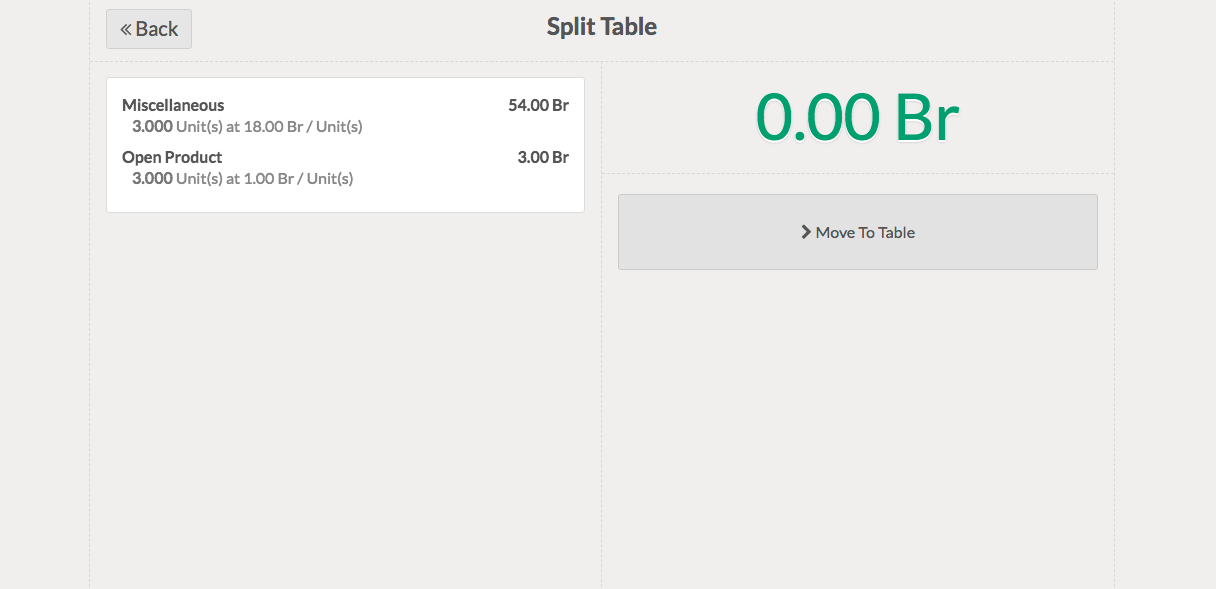 Back
Split Table
Miscellaneous 54.00 Br
3.000 Unit(s) at 18.00 Br / Unit(s)
Open Product 3.00 Br
3.000 Unit(s) at 1.00 Br / Unit(s)
0.00 Br
Move To Table